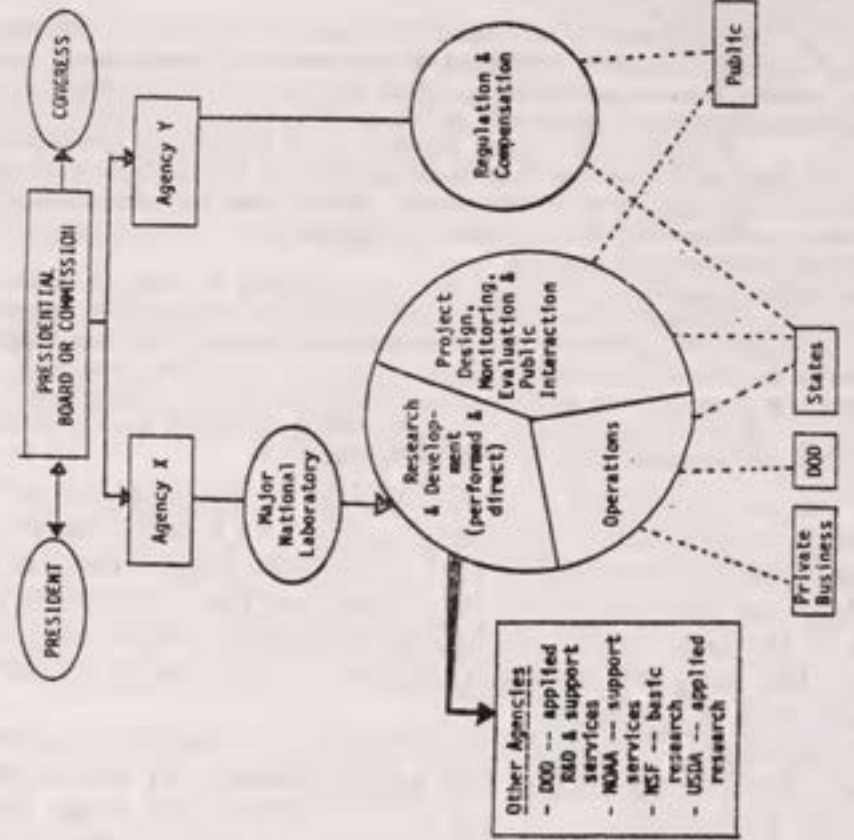 PRESIDENT
PRESIDENTIAL
BOARD OR COMMISSION
CONGRESS
Agency X
Agency Y
Major
National
Laboratory
Research
& Develop-
ment
(performed &
direct)
Project
Design,
Monitoring,
Evaluation &
Public
Interaction
Operations
Regulation &
Compensation
Other Agencies
- DOD -- applied
R&D & support
services
- NOAA -- support
services
- NSF -- basic
research
- USDA -- applied
research
Private
Business
DOD
States
Public